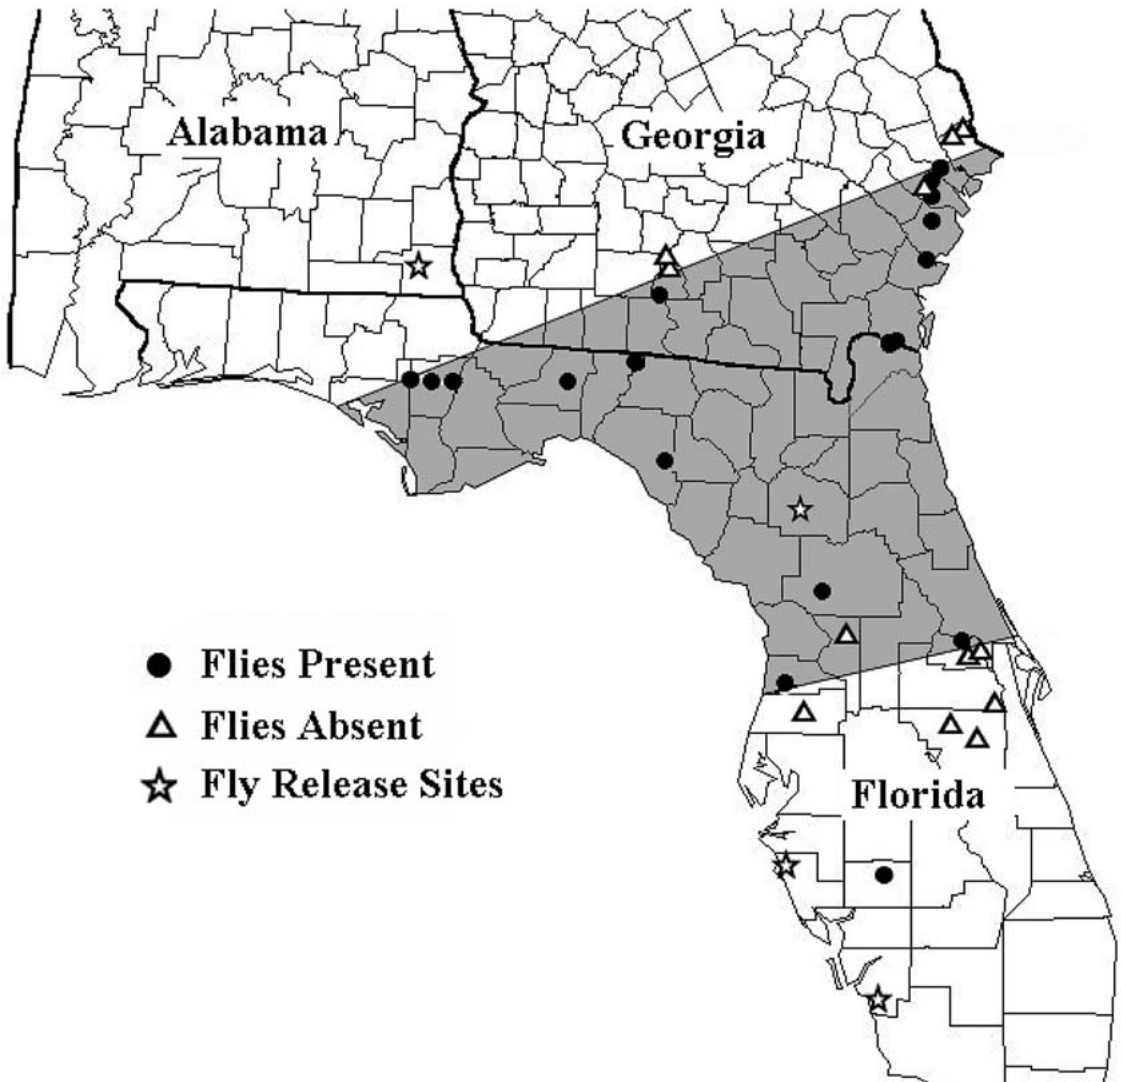 Alabama
Georgia
Flies Present
Flies Absent
Fly Release Sites
Florida